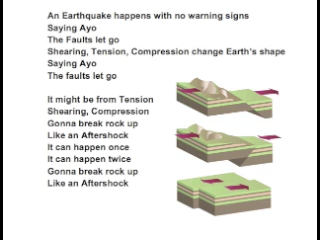 An Earthquake happens with no warning signs
Saying Ayo
The Faults let go
Shearing, Tension, Compression change Earth's shape
Saying Ayo
The faults let go
It might be from Tension
Shearing, Compression
Gonna break rock up
Like an Aftershock
It can happen once
It can happen twice
Gonna break rock up
Like an Aftershock